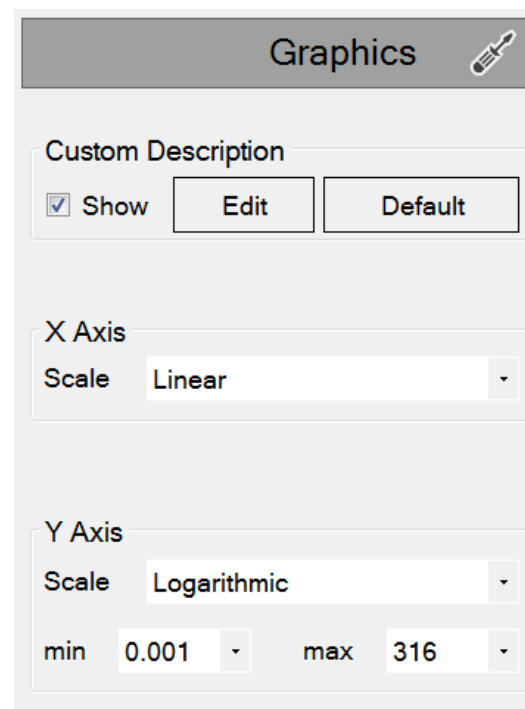 Graphics
Custom Description
Show Edit Default
X Axis
Scale Linear
Y Axis
Scale Logarithmic
min 0.001 max 316